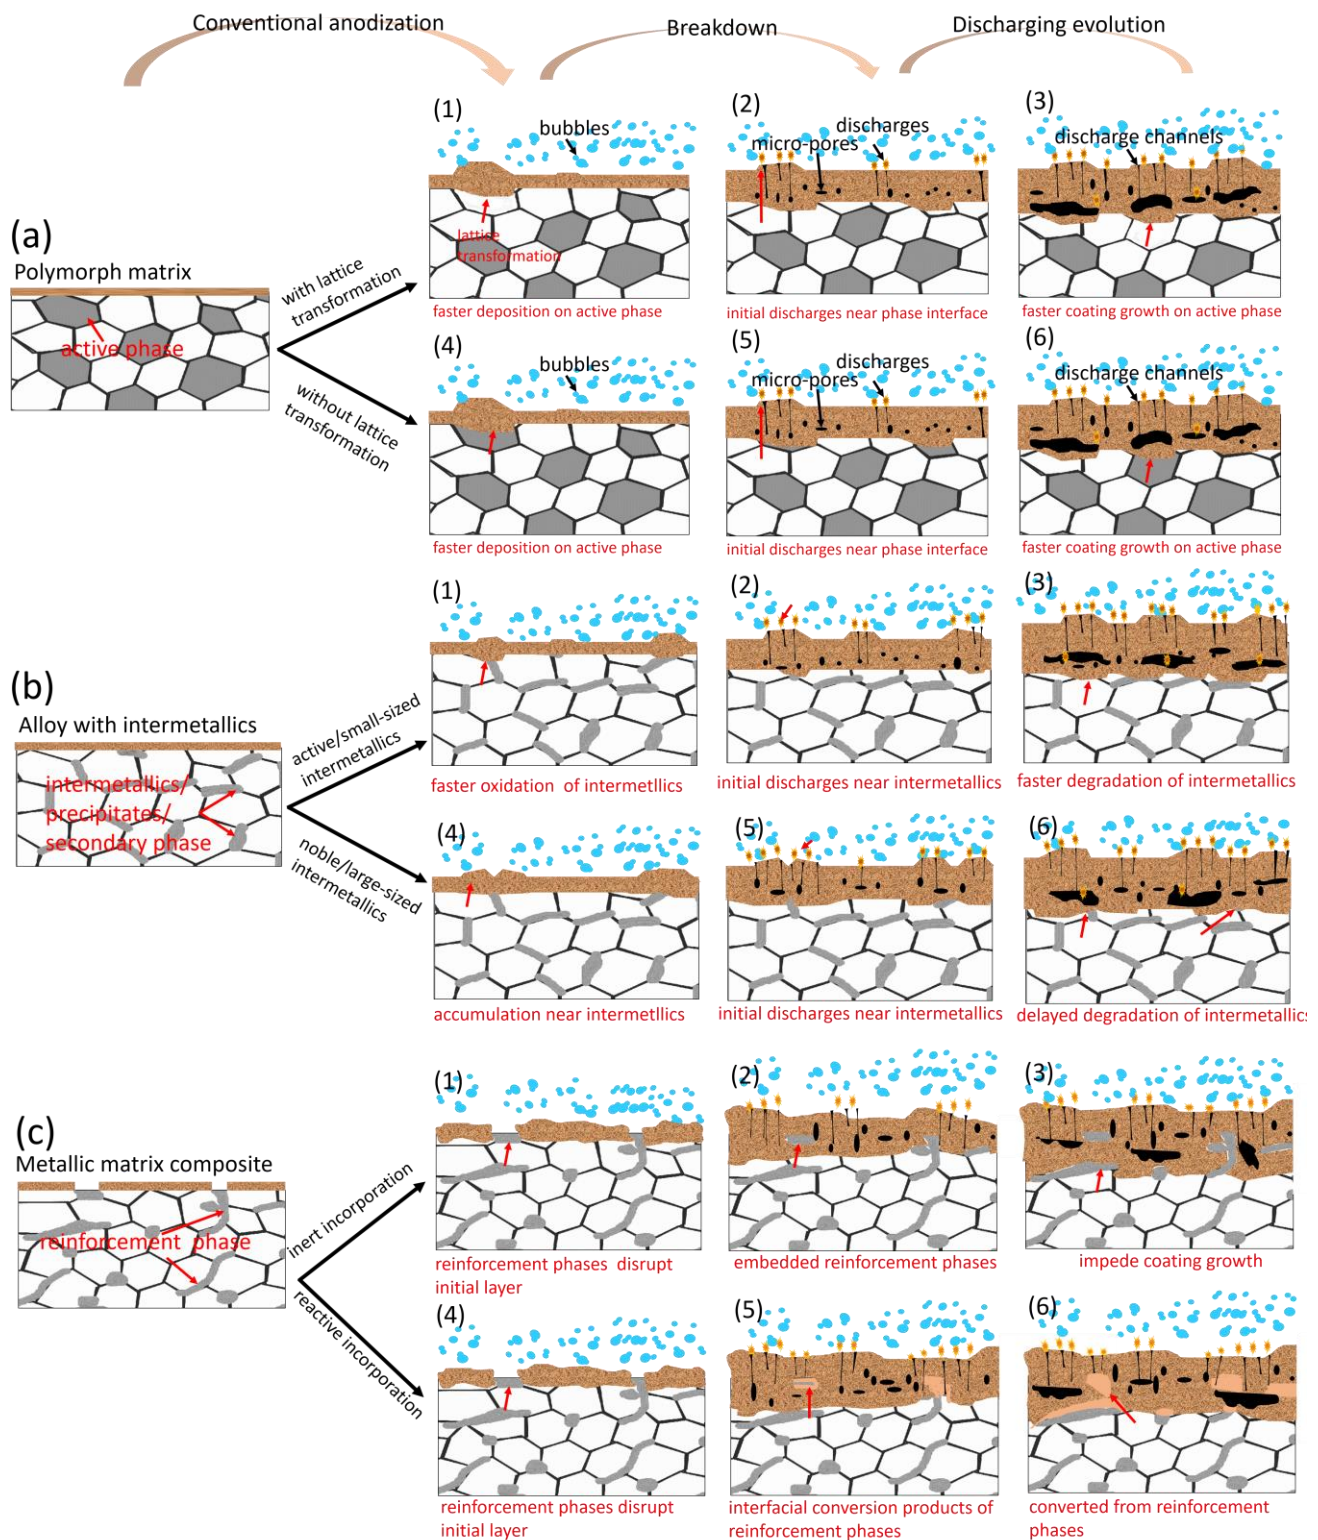 Conventional anodization
Breakdown
Discharging evolution
(a)
Polymorph matrix
active phase
with lattice
transformation
without lattice
transformation
(1)
bubbles
lattice
transformation
faster deposition on active phase
(2)
discharges
micro-pores
initial discharges near phase interface
(3)
discharge channels
faster coating growth on active phase
(4)
bubbles
faster deposition on active phase
(5)
discharges
micro-pores
initial discharges near phase interface
(6)
discharge channels
faster coating growth on active phase
(b)
Alloy with intermetallics
intermetallics/
precipitates/
secondary phase
active/small-sized
intermetallics
noble/large-sized
intermetallics
(1)
faster oxidation of intermetllics
(2)
initial discharges near intermetallics
(3)
faster degradation of intermetallics
(4)
accumulation near intermetllics
(5)
initial discharges near intermetallics
(6)
delayed degradation of intermetallics
(c)
Metallic matrix composite
reinforcement phase
inert incorporation
reactive incorporation
(1)
reinforcement phases disrupt
initial layer
(2)
embedded reinforcement phases
(3)
impede coating growth
(4)
reinforcement phases disrupt
initial layer
(5)
interfacial conversion products of
reinforcement phases
(6)
converted from reinforcement
phases